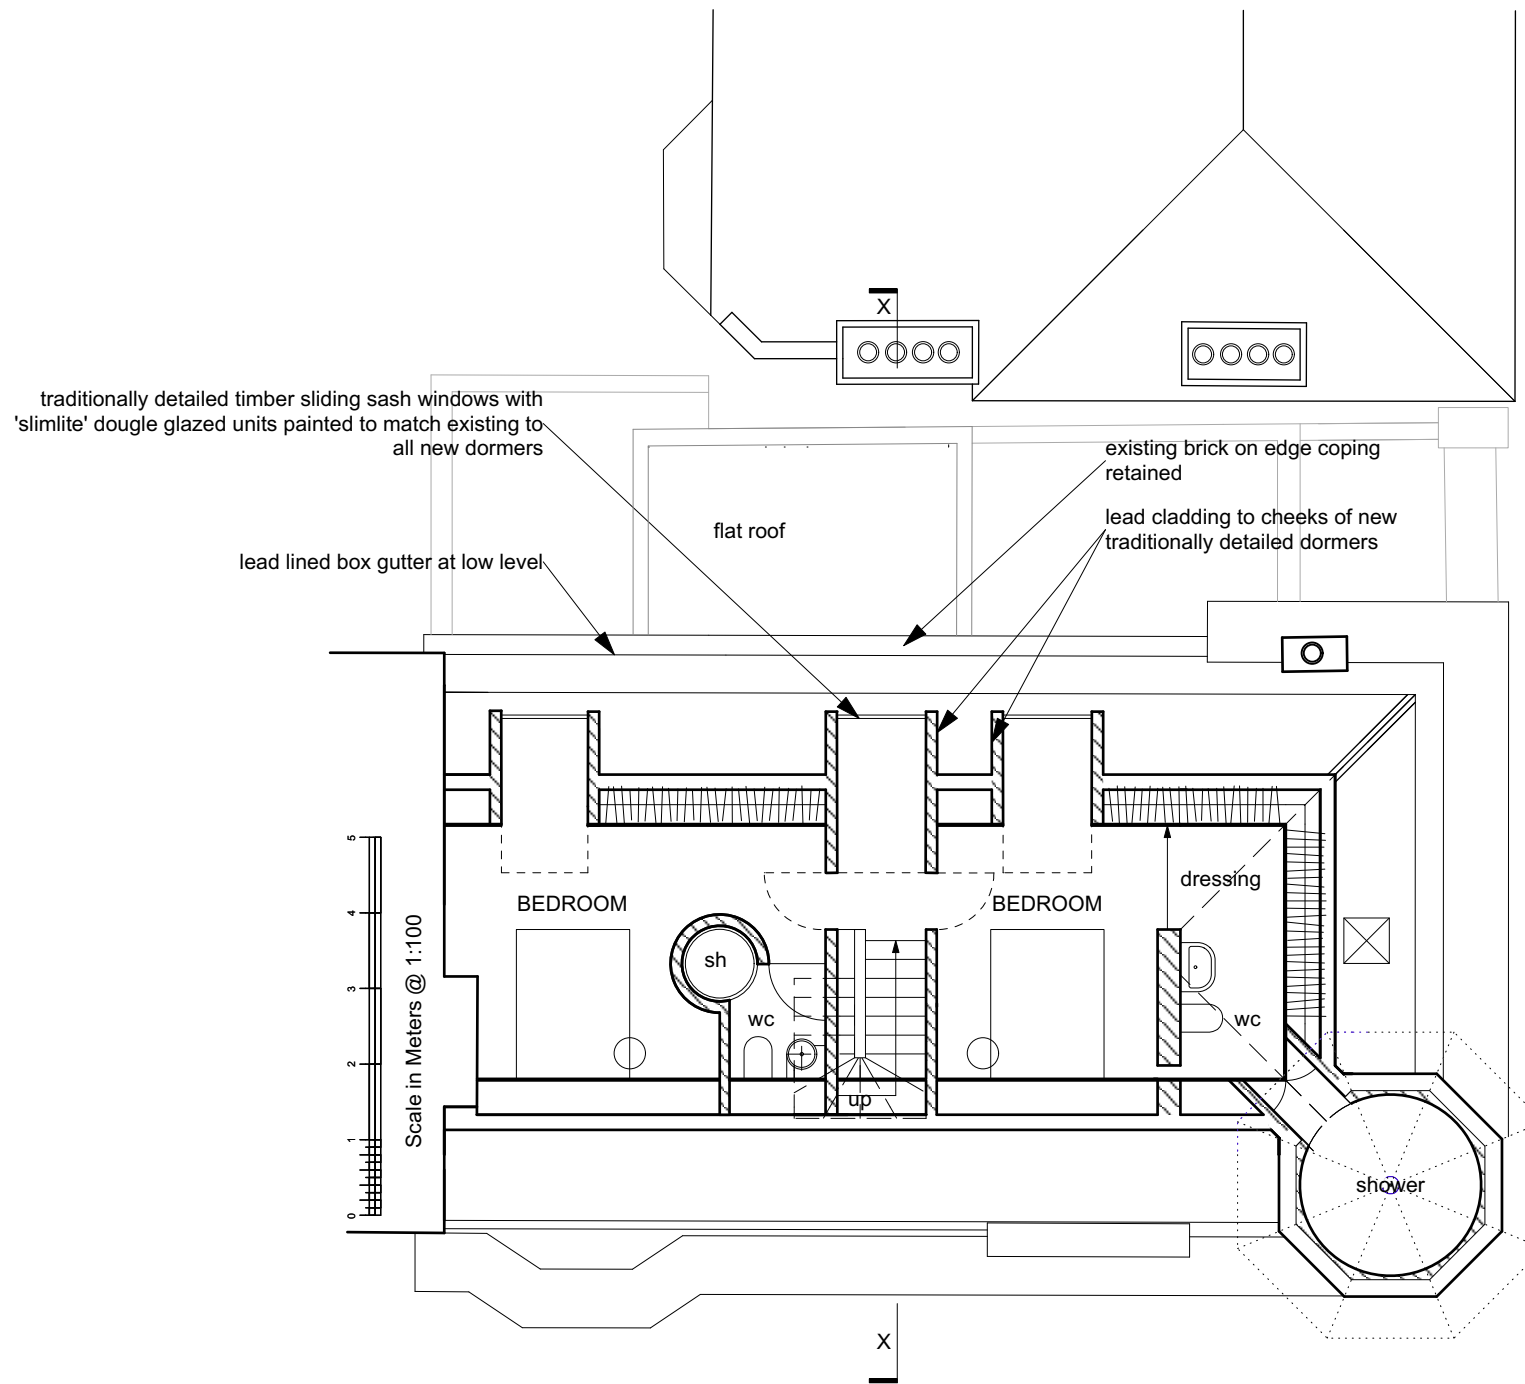 X
traditionally detailed timber sliding sash windows with
'slimlite' dougle glazed units painted to match existing to
all new dormers
existing brick on edge coping
retained
lead cladding to cheeks of new
traditionally detailed dormers
flat roof
lead lined box gutter at low level
5
4
3
2
1
0
Scale in Meters @ 1:100
BEDROOM
BEDROOM
dressing
sh
wc
wc
up
shower
X